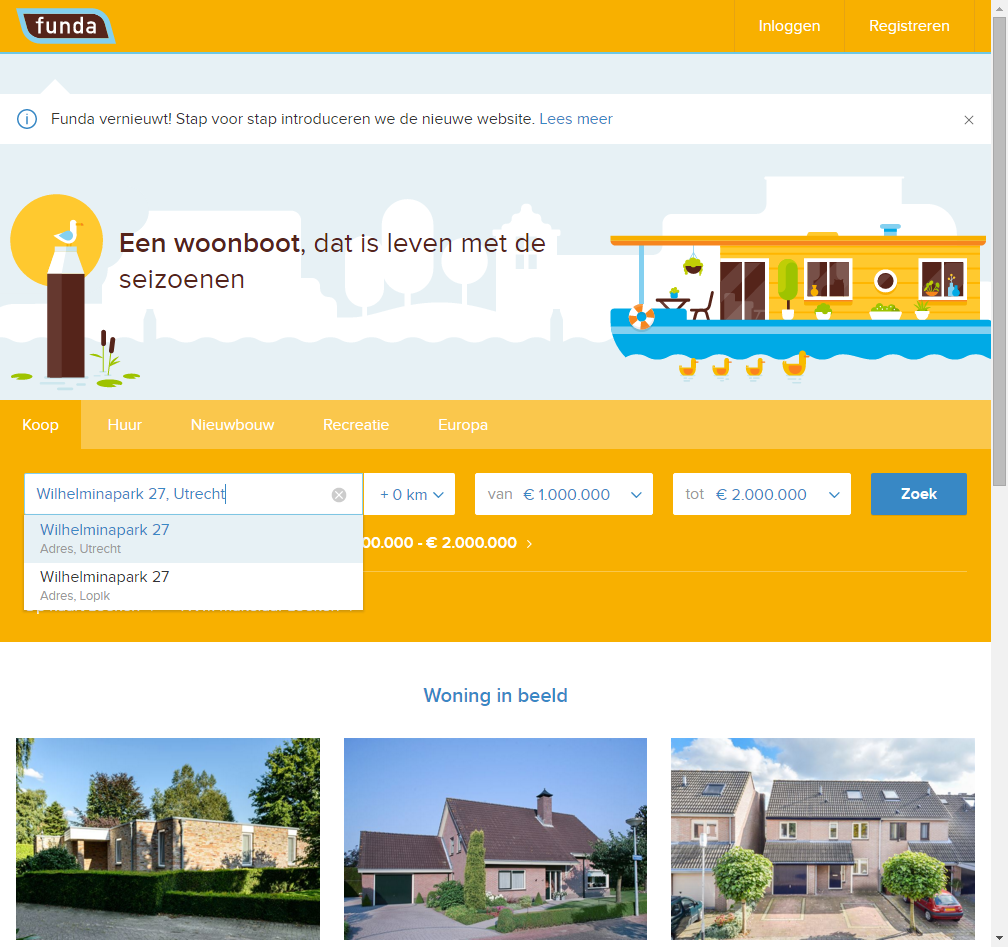 funda
Inloggen
Registreren
Funda vernieuwt! Stap voor stap introduceren we de nieuwe website. Lees meer
Een woonboot, dat is leven met de
seizoenen
Koop
Huur
Nieuwbouw
Recreatie
Europa
Wilhelminapark 27, Utrecht
+ 0 km
van € 1.000.000
tot € 2.000.000
Zoek
Wilhelminapark 27
Adres, Utrecht
00.000 - € 2.000.000
Wilhelminapark 27
Adres, Lopik
Woning in beeld